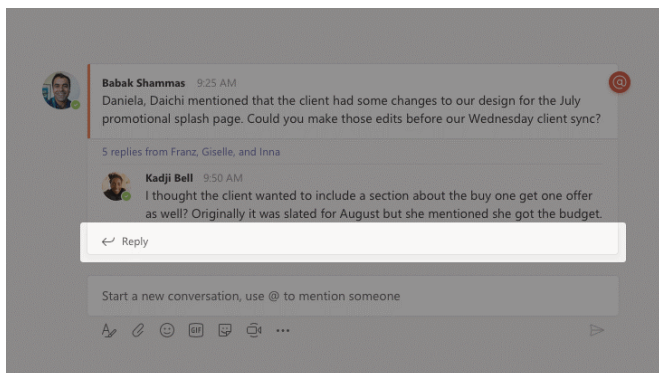 Babak Shammas 9:25 AM
Daniela, Daichi mentioned that the client had some changes to our design for the July
promotional splash page. Could you make those edits before our Wednesday client sync?
5 replies from Franz, Giselle, and Inna
Kadji Bell 9:50 AM
I thought the client wanted to include a section about the buy one get one offer
as well? Originally it was slated for August but she mentioned she got the budget.
Reply
Start a new conversation, use @ to mention someone
GIF